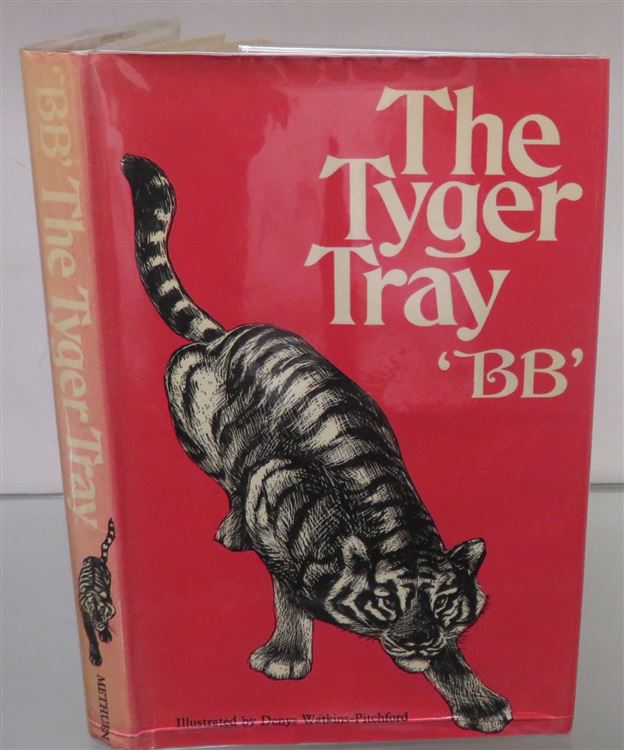 The
Tyger
Tray
'BB'
Illustrated by Denys Watkins-Pitchford
'BB' The Tyger Tray
METHUEN